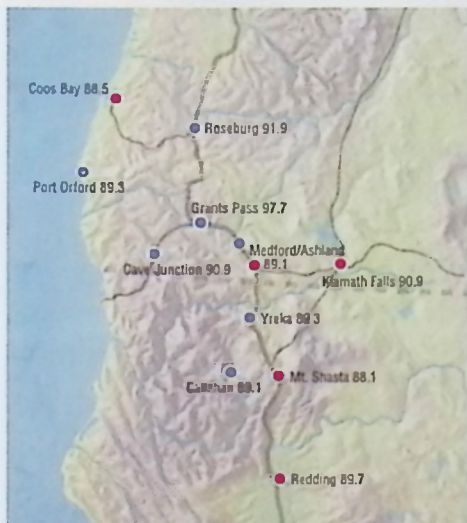 Coos Bay 88.5
Roseburg 91.9
Port Orford 89.3
Grants Pass 97.7
Medford/Ashland
89.1
Cave Junction 90.9
Klamath Falls 90.9
Yreka 89.3
Callahan 89.1
Mt. Shasta 88.1
Redding 89.7